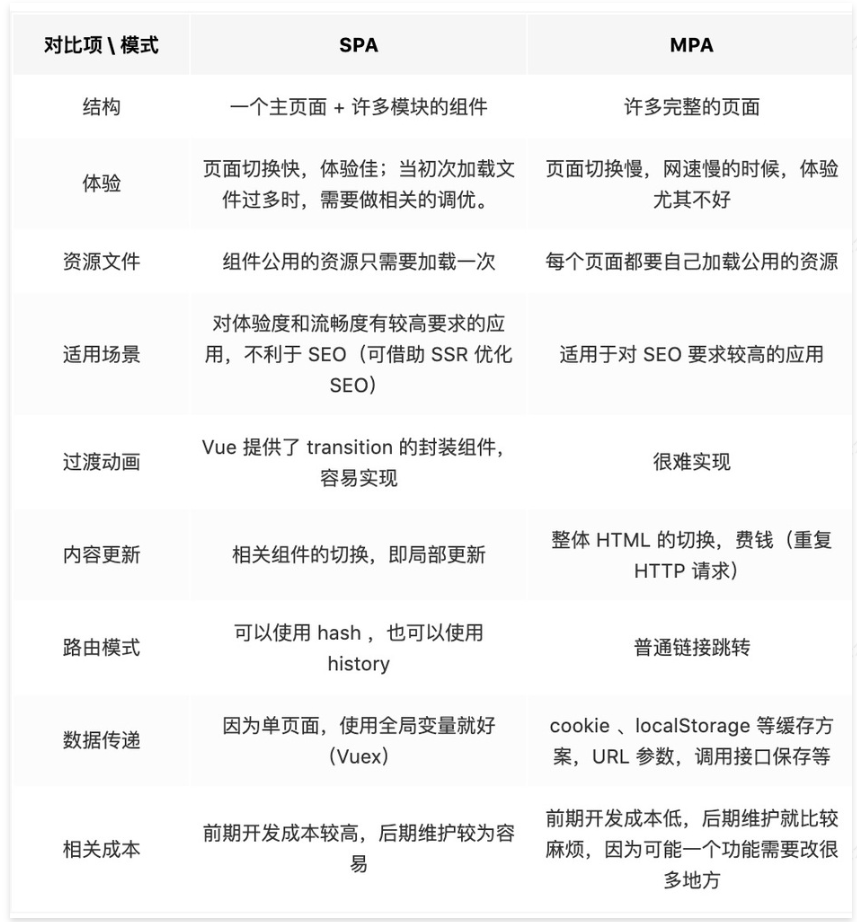 对比项 \ 模式
SPA
MPA
结构
一个主页面 + 许多模块的组件
许多完整的页面
体验
页面切换快，体验佳；当初次加载文
件过多时，需要做相关的调优。
页面切换慢，网速慢的时候，体验
尤其不好
资源文件
组件公用的资源只需要加载一次
每个页面都要自己加载公用的资源
适用场景
对体验度和流畅度有较高要求的应
用，不利于 SEO（可借助 SSR 优化
SEO）
适用于对 SEO 要求较高的应用
过渡动画
Vue 提供了 transition 的封装组件，
容易实现
很难实现
内容更新
相关组件的切换，即局部更新
整体 HTML 的切换，费钱（重复
HTTP 请求）
路由模式
可以使用 hash ，也可以使用
history
普通链接跳转
数据传递
因为单页面，使用全局变量就好
（Vuex）
cookie 、localStorage 等缓存方
案，URL 参数，调用接口保存等
相关成本
前期开发成本较高，后期维护较为容
易
前期开发成本低，后期维护就比较
麻烦，因为可能一个功能需要改很
多地方